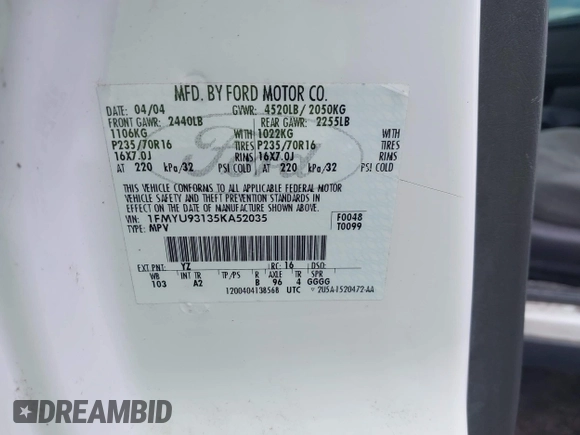 MFD. BY FORD MOTOR CO.
DATE: 04/04 GVWR: 4520LB/ 2050KG
FRONT GAWR: 2440LB REAR GAWR: 2255LB
1106KG WITH 1022KG WITH
P235/70R16 TIRES P235/70R16 TIRES
16X7.0J RIMS 16X7.0J RIMS
AT 220 kPa/32 PSI COLD AT 220 kPa/32 PSI COLD
THIS VEHICLE CONFORMS TO ALL APPLICABLE FEDERAL MOTOR
VEHICLE SAFETY AND THEFT PREVENTION STANDARDS IN
EFFECT ON THE DATE OF MANUFACTURE SHOWN ABOVE.
VIN: 1FMYU93135KA52035 F0048
TYPE: MPV T0099
EXT PNT: YZ RC: 16 DSO:
WB INT TR TP/PS R AXLE TR SPR
103 A2 B 96 4 GGGG
Ford
UTC
DREAMBID